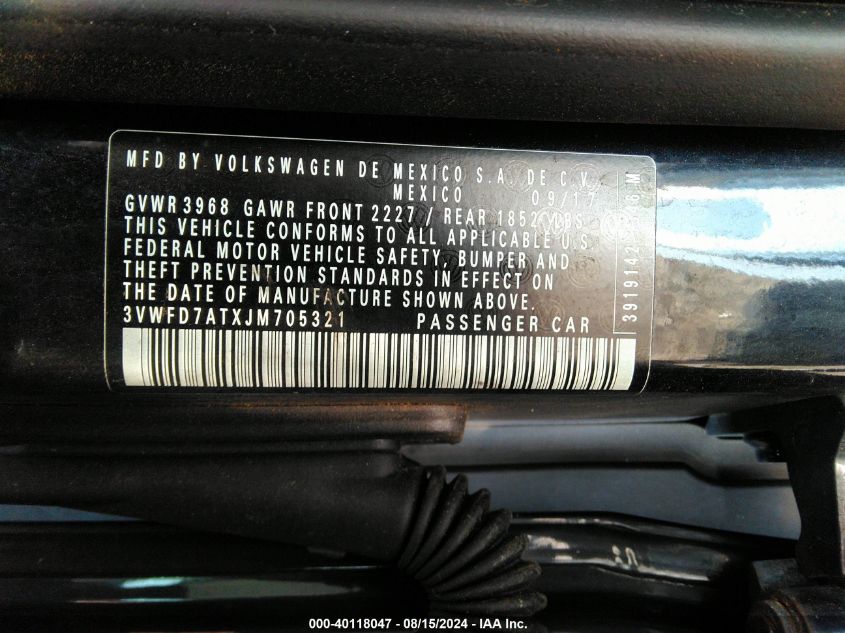 MFD BY VOLKSWAGEN DE MEXICO S.A. DE C.V.
MEXICO 09/17
GVWR 3968 GAWR FRONT 2227 / REAR 1852 LBS
THIS VEHICLE CONFORMS TO ALL APPLICABLE U.S
FEDERAL MOTOR VEHICLE SAFETY, BUMPER AND
THEFT PREVENTION STANDARDS IN EFFECT ON
THE DATE OF MANUFACTURE SHOWN ABOVE.
3VWFD7ATXJM705321 PASSENGER CAR
000-40118047 - 08/15/2024 - IAA Inc.